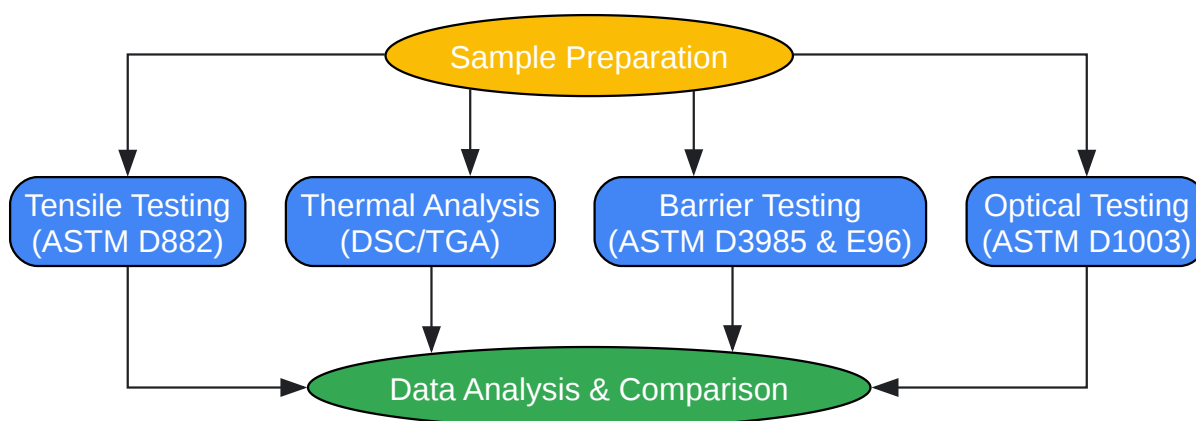 Sample Preparation
Tensile Testing
(ASTM D882)
Thermal Analysis
(DSC/TGA)
Barrier Testing
(ASTM D3985 & E96)
Optical Testing
(ASTM D1003)
Data Analysis & Comparison